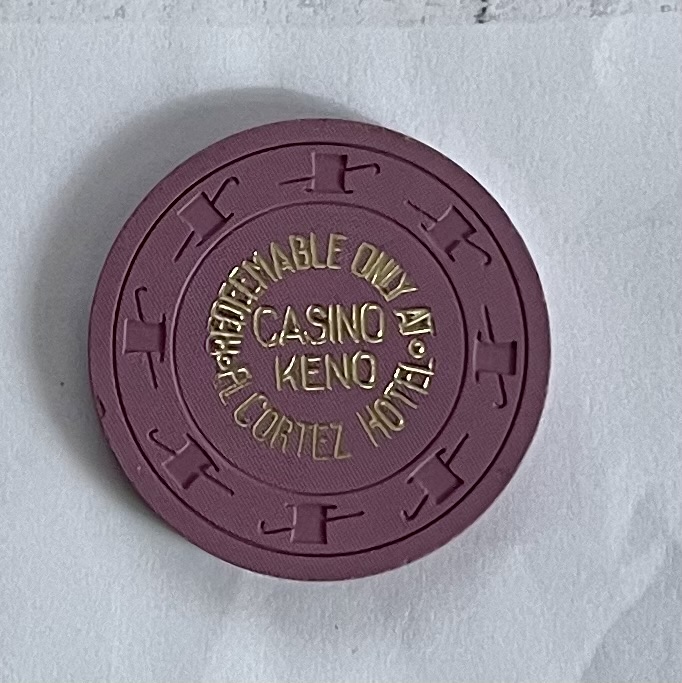 REDEEMABLE ONLY AT
CASINO
KENO
EL CORTEZ HOTEL